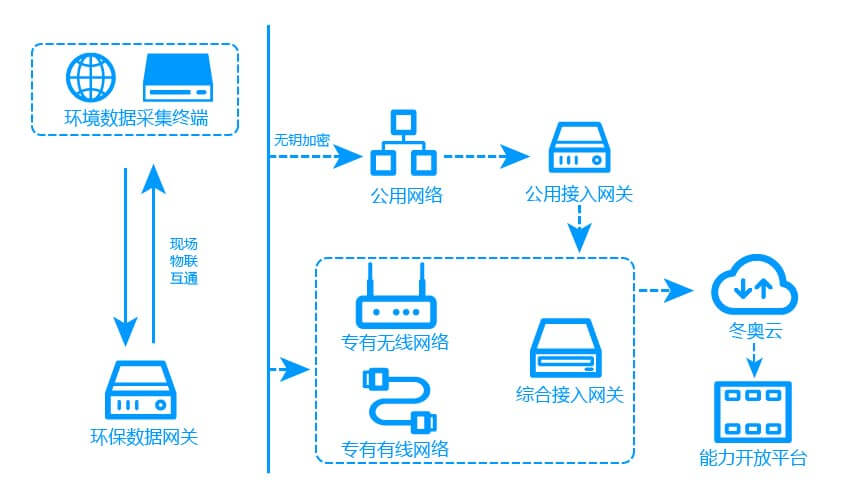 环境数据采集终端
无钥加密
公用网络
公用接入网关
现场
物联
互通
专有无线网络
冬奥云
综合接入网关
环保数据网关
专有有线网络
能力开放平台